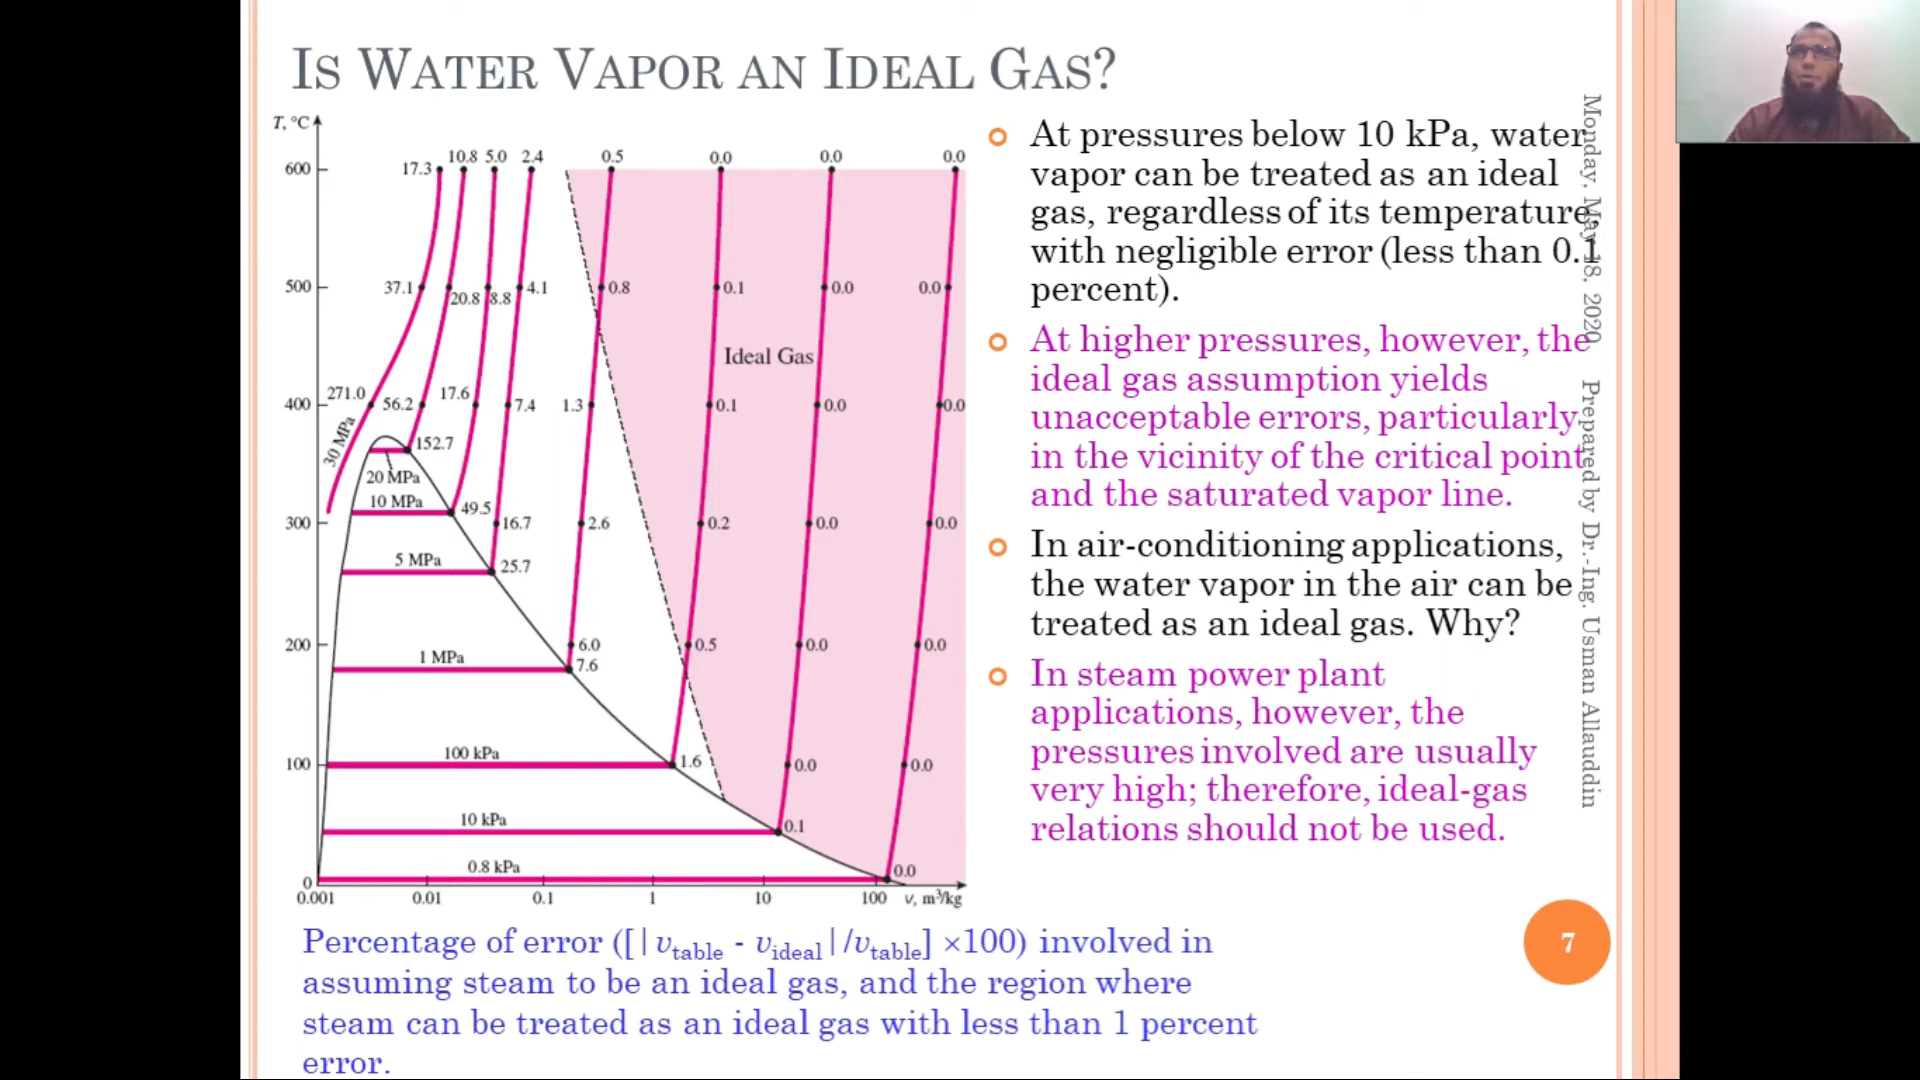 IS WATER VAPOR AN IDEAL GAS?
T, °C
600
500
400
300
200
100
0
17.3
10.8 5.0 2.4
0.5
0.0
0.0
0.0
37.1
20.8
8.8
4.1
0.8
0.1
0.0
0.0
Ideal Gas
271.0
56.2
17.6
7.4
1.3
0.1
0.0
0.0
30 MPa
152.7
20 MPa
10 MPa
49.5
16.7
2.6
0.2
0.0
0.0
5 MPa
25.7
6.0
0.5
0.0
0.0
1 MPa
7.6
100 kPa
1.6
0.0
0.0
10 kPa
0.1
0.8 kPa
0.0
0.001
0.01
0.1
1
10
100
v, m³/kg
At pressures below 10 kPa, water
vapor can be treated as an ideal
gas, regardless of its temperature,
with negligible error (less than 0.1
percent).
At higher pressures, however, the
ideal gas assumption yields
unacceptable errors, particularly
in the vicinity of the critical point
and the saturated vapor line.
In air-conditioning applications,
the water vapor in the air can be
treated as an ideal gas. Why?
In steam power plant
applications, however, the
pressures involved are usually
very high; therefore, ideal-gas
relations should not be used.
Percentage of error ([|vtable - videal|/vtable] ×100) involved in
assuming steam to be an ideal gas, and the region where
steam can be treated as an ideal gas with less than 1 percent
error.
Monday, May 18, 2020 Prepared by Dr.-Ing. Usman Allauddin
7